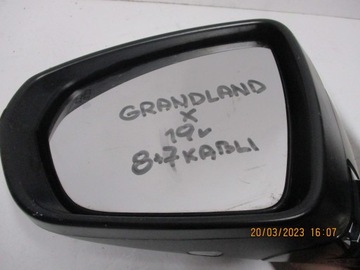 GRANDLAND
X
19r
8+7 KABLI
20/03/2023 16:07